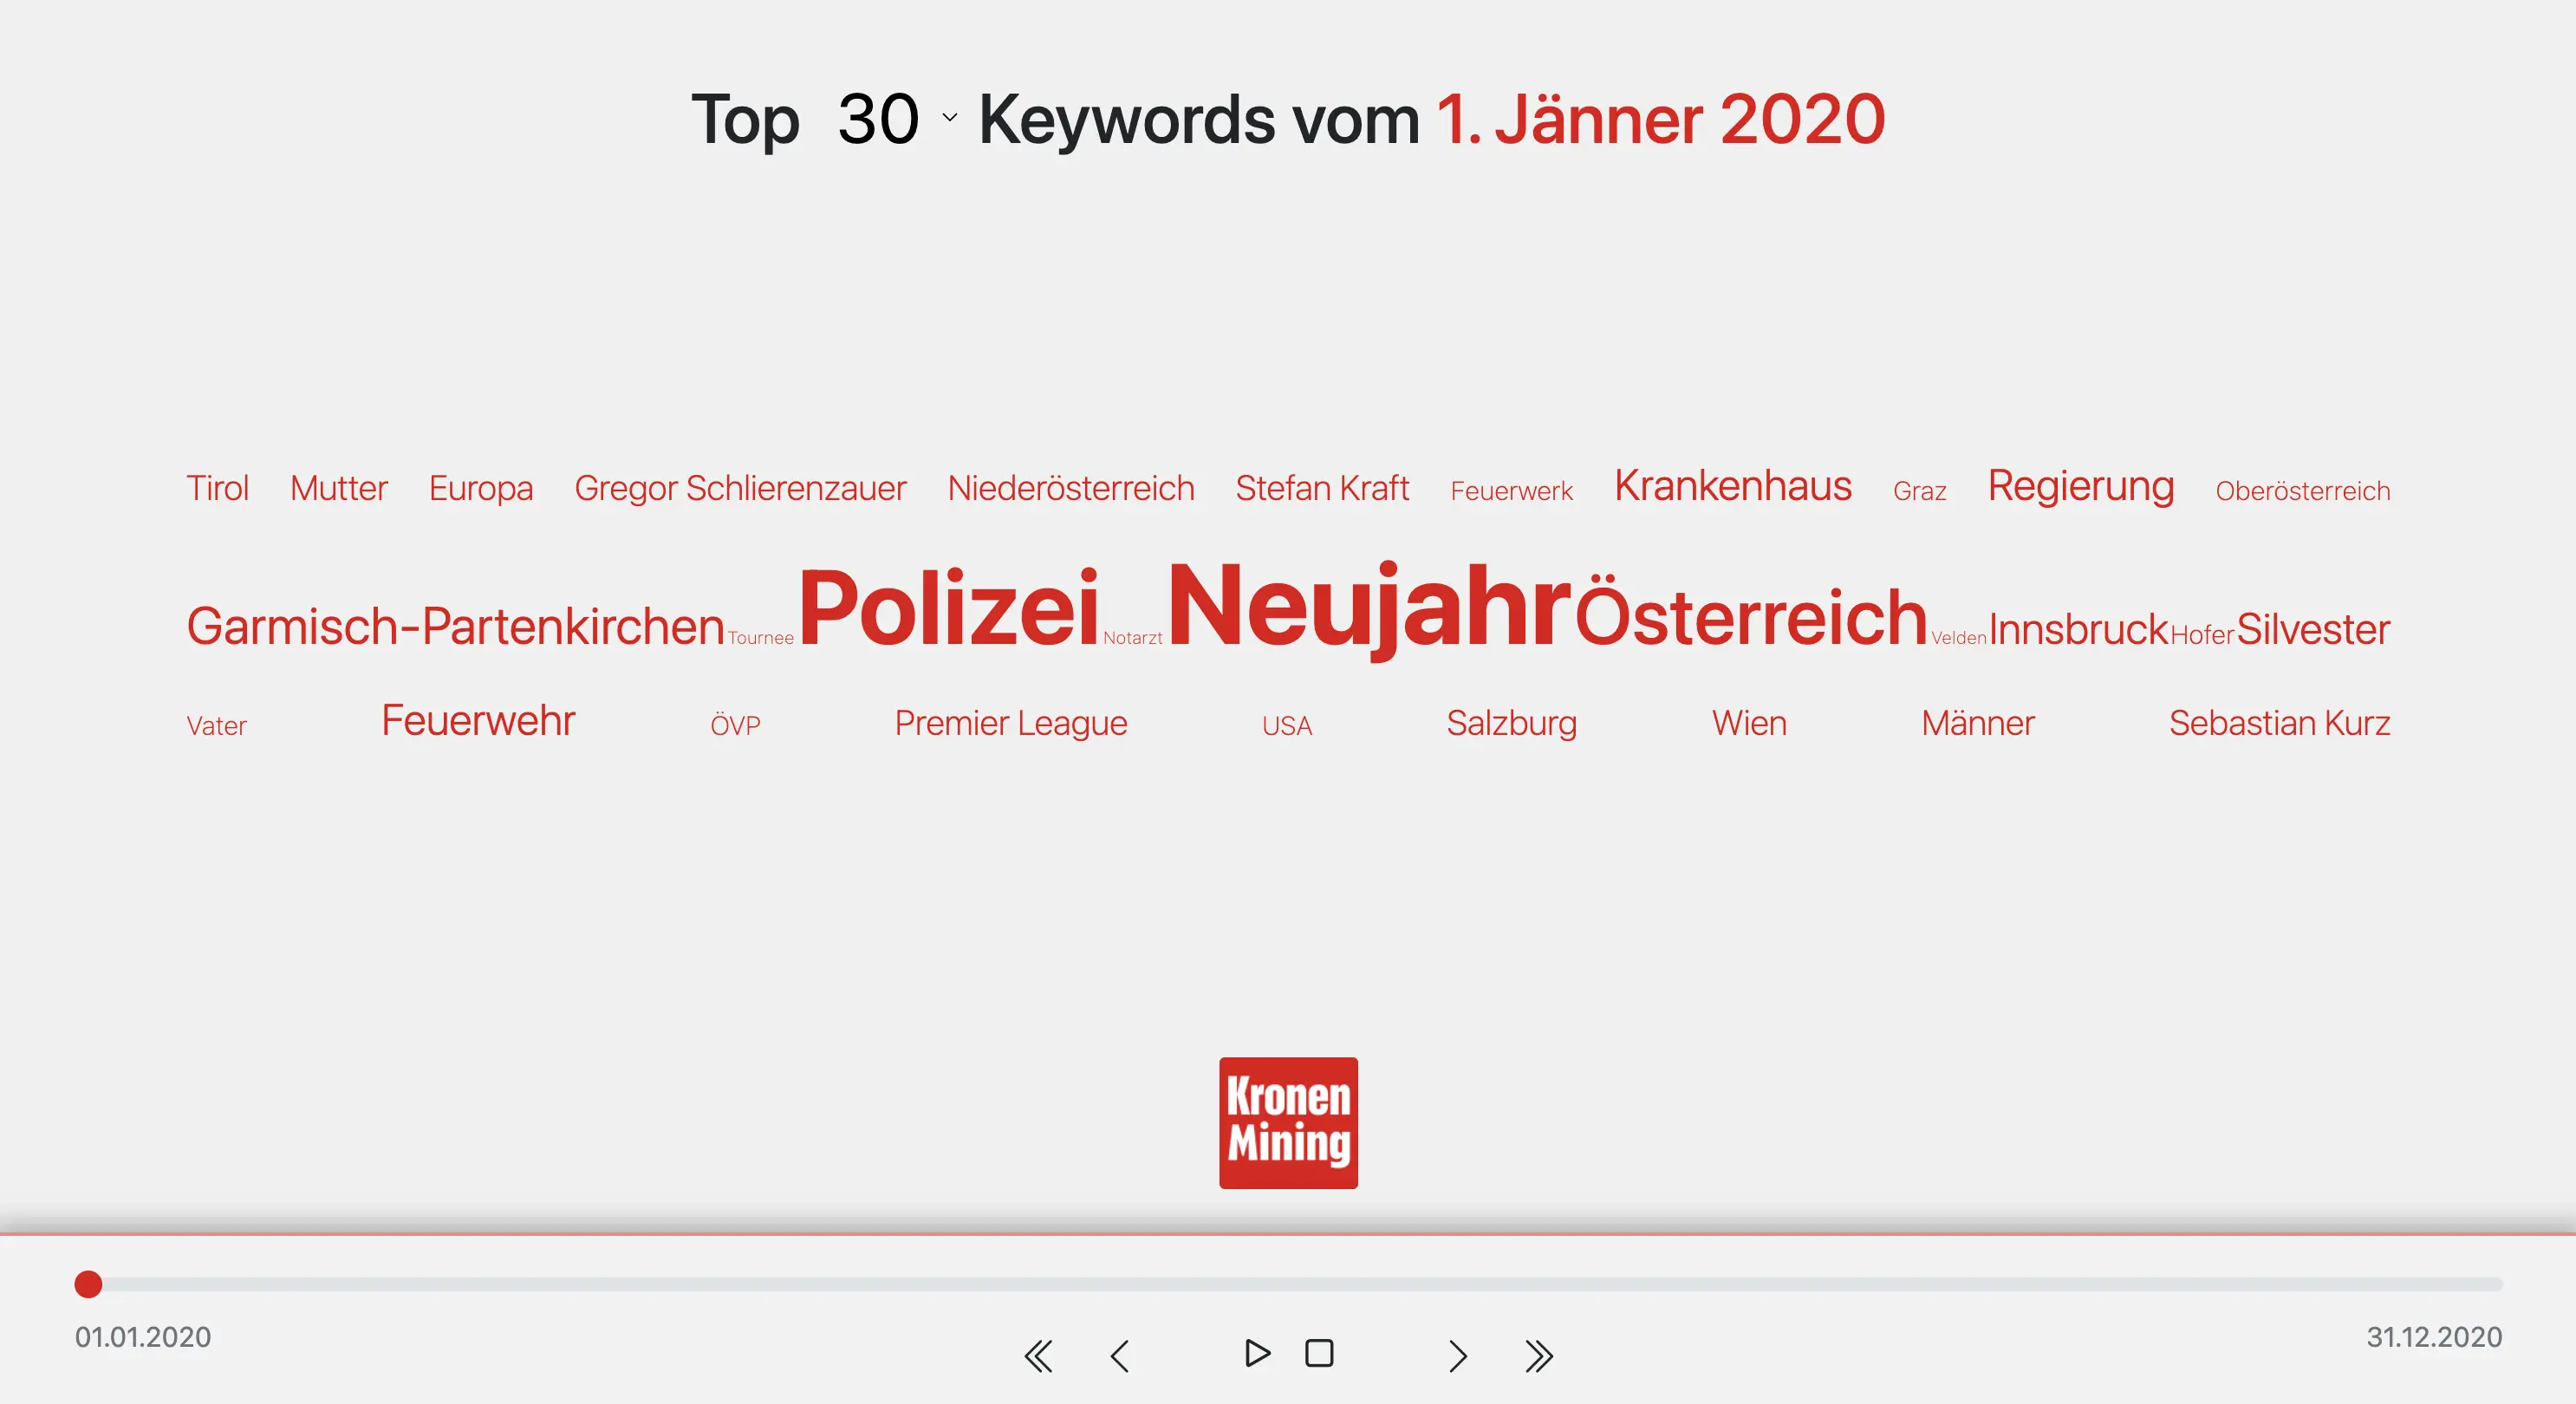 Top 30 Keywords vom 1. Jänner 2020
Tirol Mutter Europa Gregor Schlierenzauer Niederösterreich Stefan Kraft Feuerwerk Krankenhaus Graz Regierung Oberösterreich
Garmisch-Partenkirchen Tournee Polizei Notarzt Neujahr Österreich Velden Innsbruck Hofer Silvester
Vater Feuerwehr ÖVP Premier League USA Salzburg Wien Männer Sebastian Kurz
Kronen
Mining
01.01.2020 31.12.2020